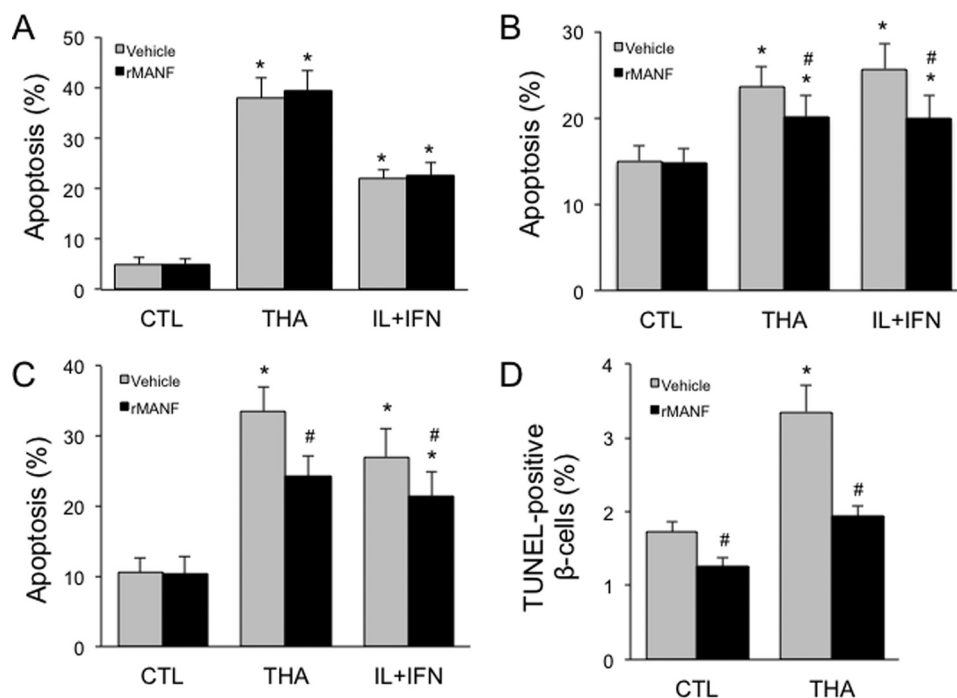 A
Apoptosis (%)
50
40
30
20
10
0
Vehicle
rMANF
* * * *
CTL THA IL+IFN
B
Apoptosis (%)
30
20
10
0
Vehicle
rMANF
* # * * # *
CTL THA IL+IFN
C
Apoptosis (%)
40
30
20
10
0
Vehicle
rMANF
* # * # *
CTL THA IL+IFN
D
TUNEL-positive
β-cells (%)
4
3
2
1
0
Vehicle
rMANF
# * #
CTL THA